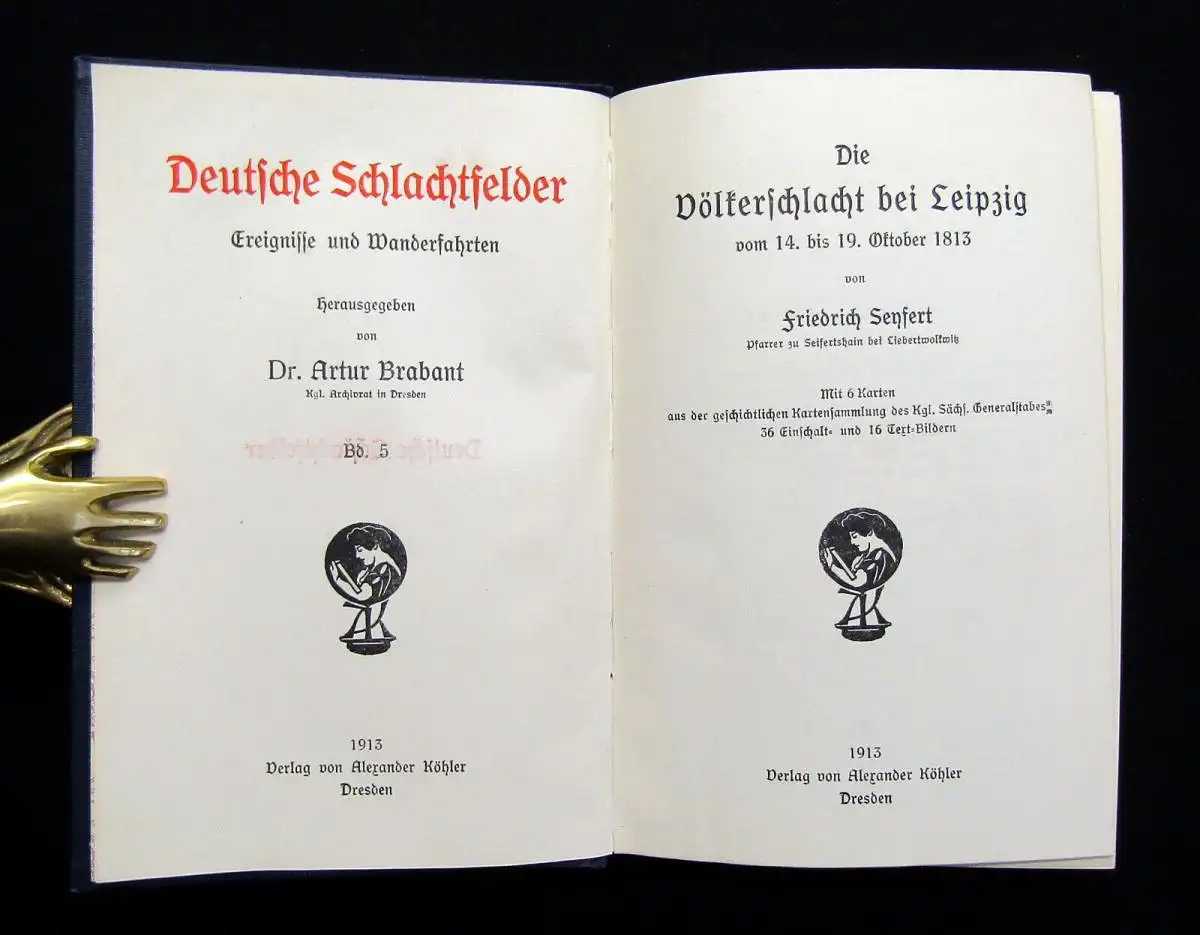 Deutsche Schlachtfelder
Ereignisse und Wanderfahrten
Herausgegeben
von
Dr. Artur Brabant
Kgl. Archivrat in Dresden
Bd. 5
1913
Verlag von Alexander Köhler
Dresden
Die
Völkerschlacht bei Leipzig
vom 14. bis 19. Oktober 1813
von
Friedrich Seyfert
Pfarrer zu Seifertshain bei Liebertwolkwitz
Mit 6 Karten
aus der geschichtlichen Kartensammlung des Kgl. Sächs. Generalstabes
36 Einschalt- und 16 Text-Bildern
1913
Verlag von Alexander Köhler
Dresden